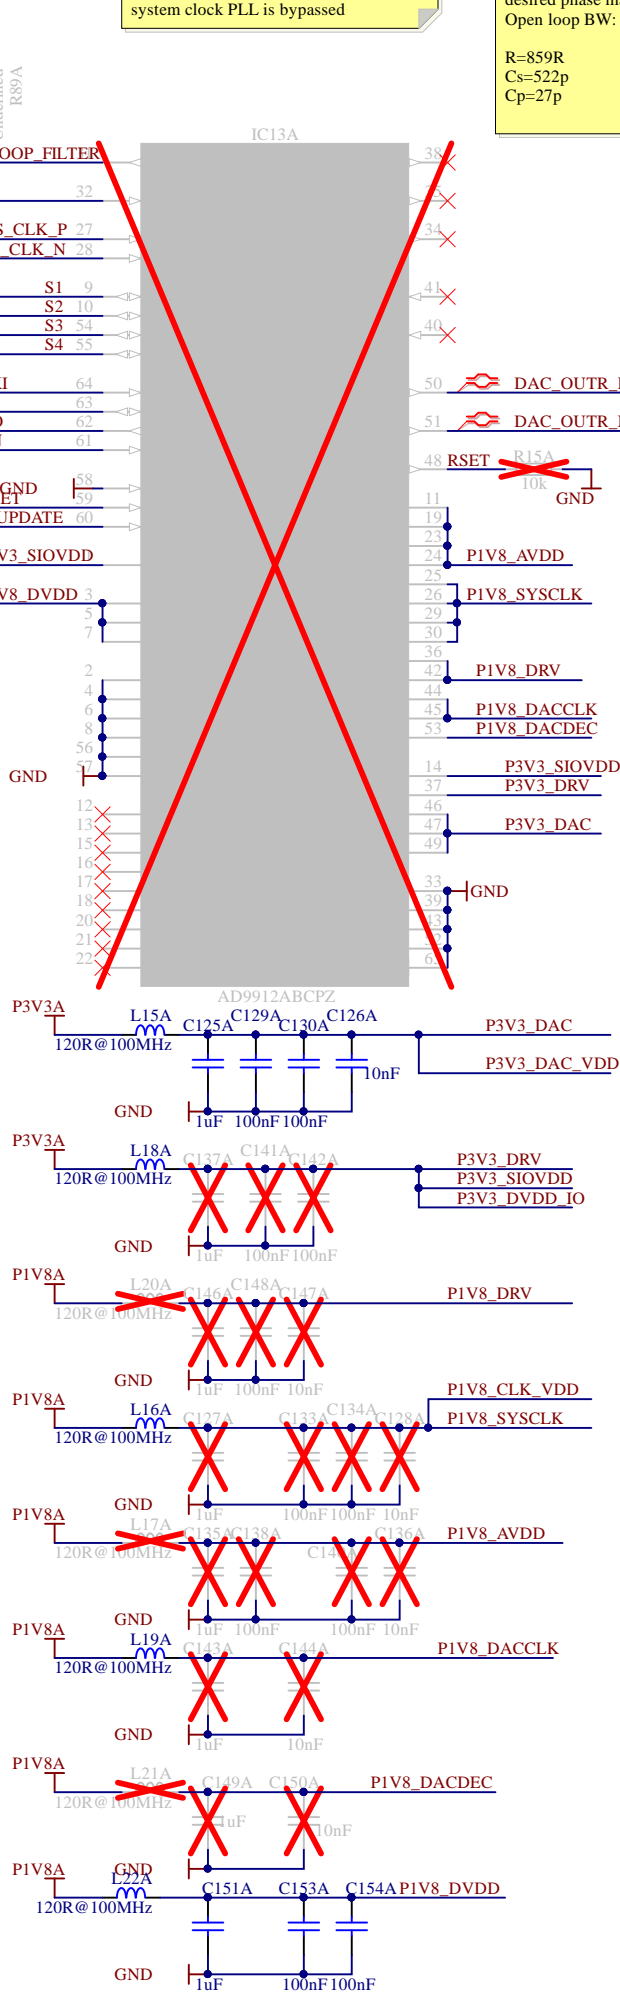 system clock PLL is bypassed
Open loop BW:
R=859R
Cs=522p
Cp=27p
R89A
IC13A
OOP_FILTER
32
S_CLK_P 27
_CLK_N 28
S1 9
S2 10
S3 54
S4 55
64
63
62
61
GND 58
ET 59
UPDATE 60
V3_SIOVDD
V8_DVDD 3
5
7
2
4
6
8
56
57
GND
12
13
15
16
17
18
20
21
22
38
35
34
41
40
50 DAC_OUTR_
51 DAC_OUTR_
48 RSET R15A
10k
GND
11
19
23
24 P1V8_AVDD
25
26 P1V8_SYSCLK
29
30
36
42 P1V8_DRV
44
45 P1V8_DACCLK
53 P1V8_DACDEC
14 P3V3_SIOVDD
37 P3V3_DRV
46
47 P3V3_DAC
49
33 GND
39
43
AD9912ABCPZ
P3V3A L15A C125A C129A C130A C126A P3V3_DAC
120R@100MHz 10nF P3V3_DAC_VDD
GND 1uF 100nF 100nF
P3V3A L18A C137A C141A C142A P3V3_DRV
120R@100MHz P3V3_SIOVDD
P3V3_DVDD_IO
GND 1uF 100nF 100nF
P1V8A L20A C146A C148A C147A P1V8_DRV
120R@100MHz
GND 1uF 100nF 10nF
P1V8_CLK_VDD
P1V8A L16A C127A C133A C134A C128A P1V8_SYSCLK
120R@100MHz
GND 1uF 100nF 100nF 10nF
P1V8A L17A C135A C138A C136A P1V8_AVDD
120R@100MHz
GND 1uF 100nF 100nF 10nF
P1V8A L19A C143A C144A P1V8_DACCLK
120R@100MHz
GND 1uF 10nF
P1V8A L21A C149A C150A P1V8_DACDEC
120R@100MHz 1uF 10nF
GND
P1V8A L22A C151A C153A C154A P1V8_DVDD
120R@100MHz
GND 1uF 100nF 100nF